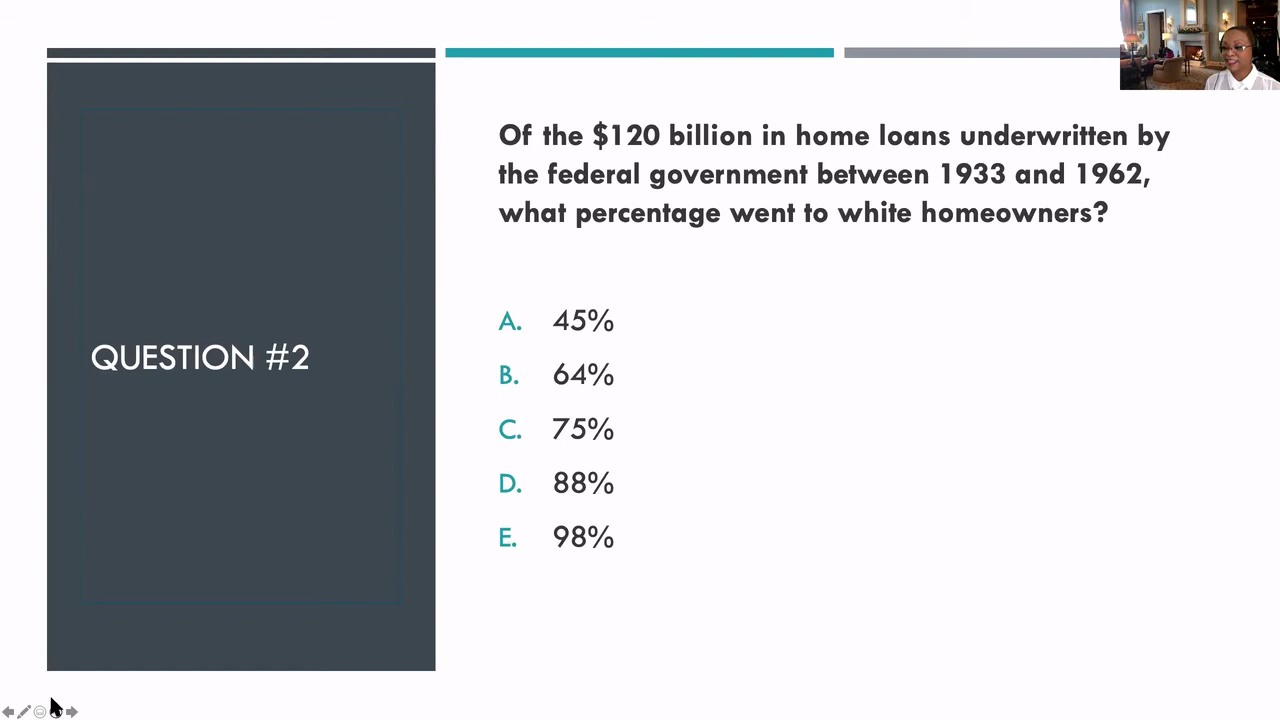 QUESTION #2
Of the $120 billion in home loans underwritten by
the federal government between 1933 and 1962,
what percentage went to white homeowners?
A. 45%
B. 64%
C. 75%
D. 88%
E. 98%